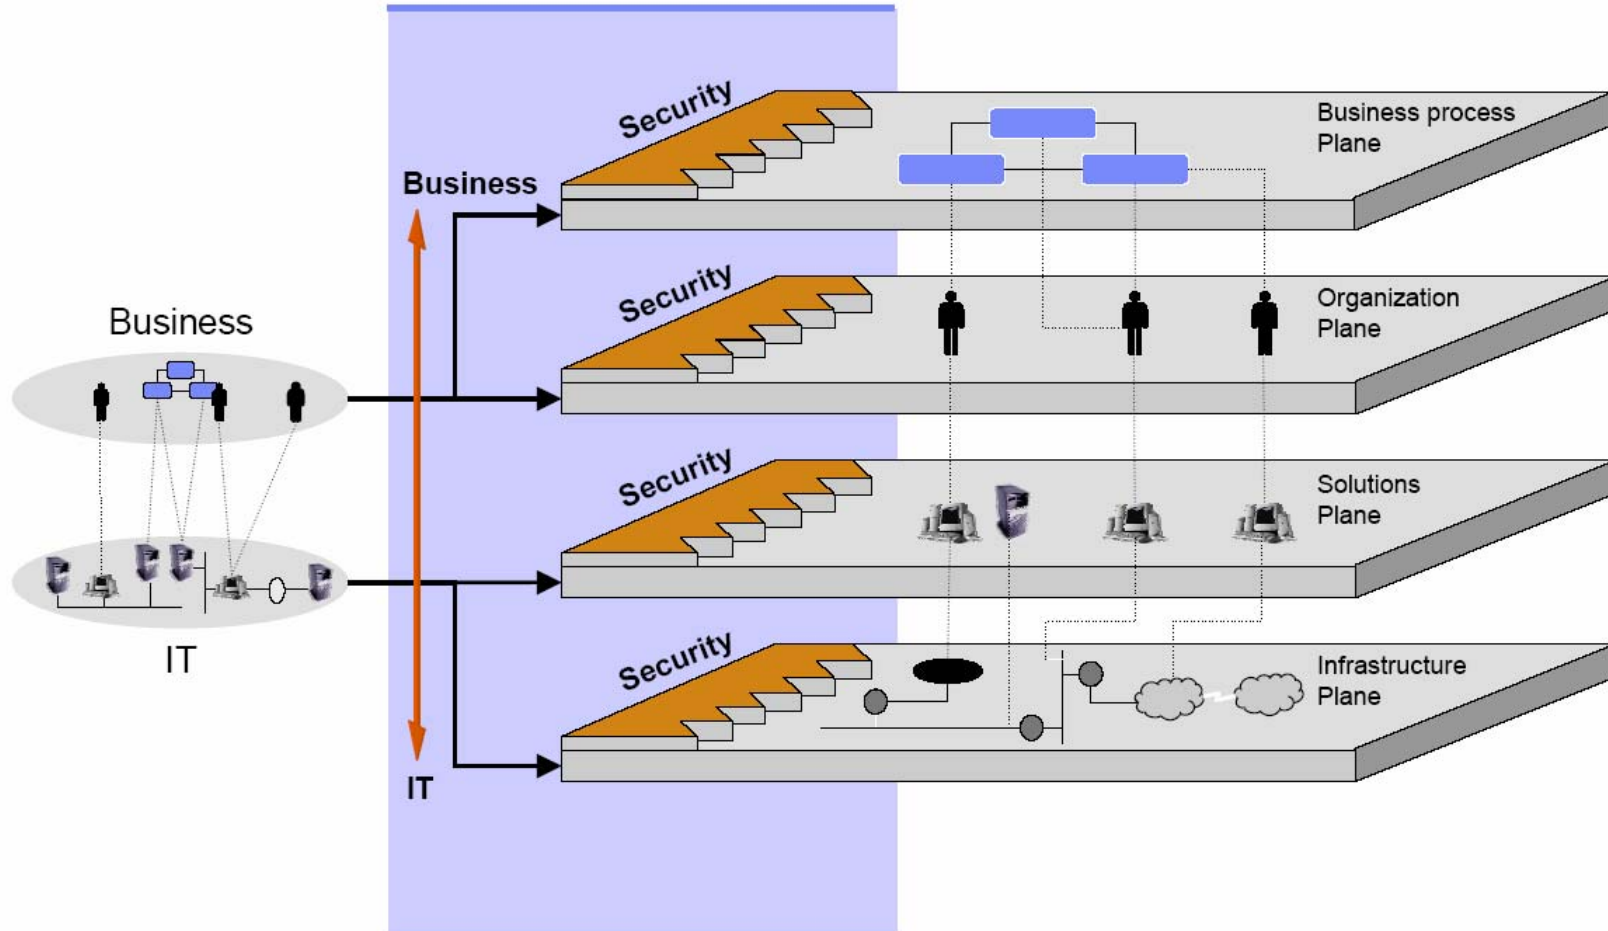 Security
Business process
Plane
Business
Security
Organization
Plane
Business
Security
Solutions
Plane
IT
Security
Infrastructure
Plane
IT